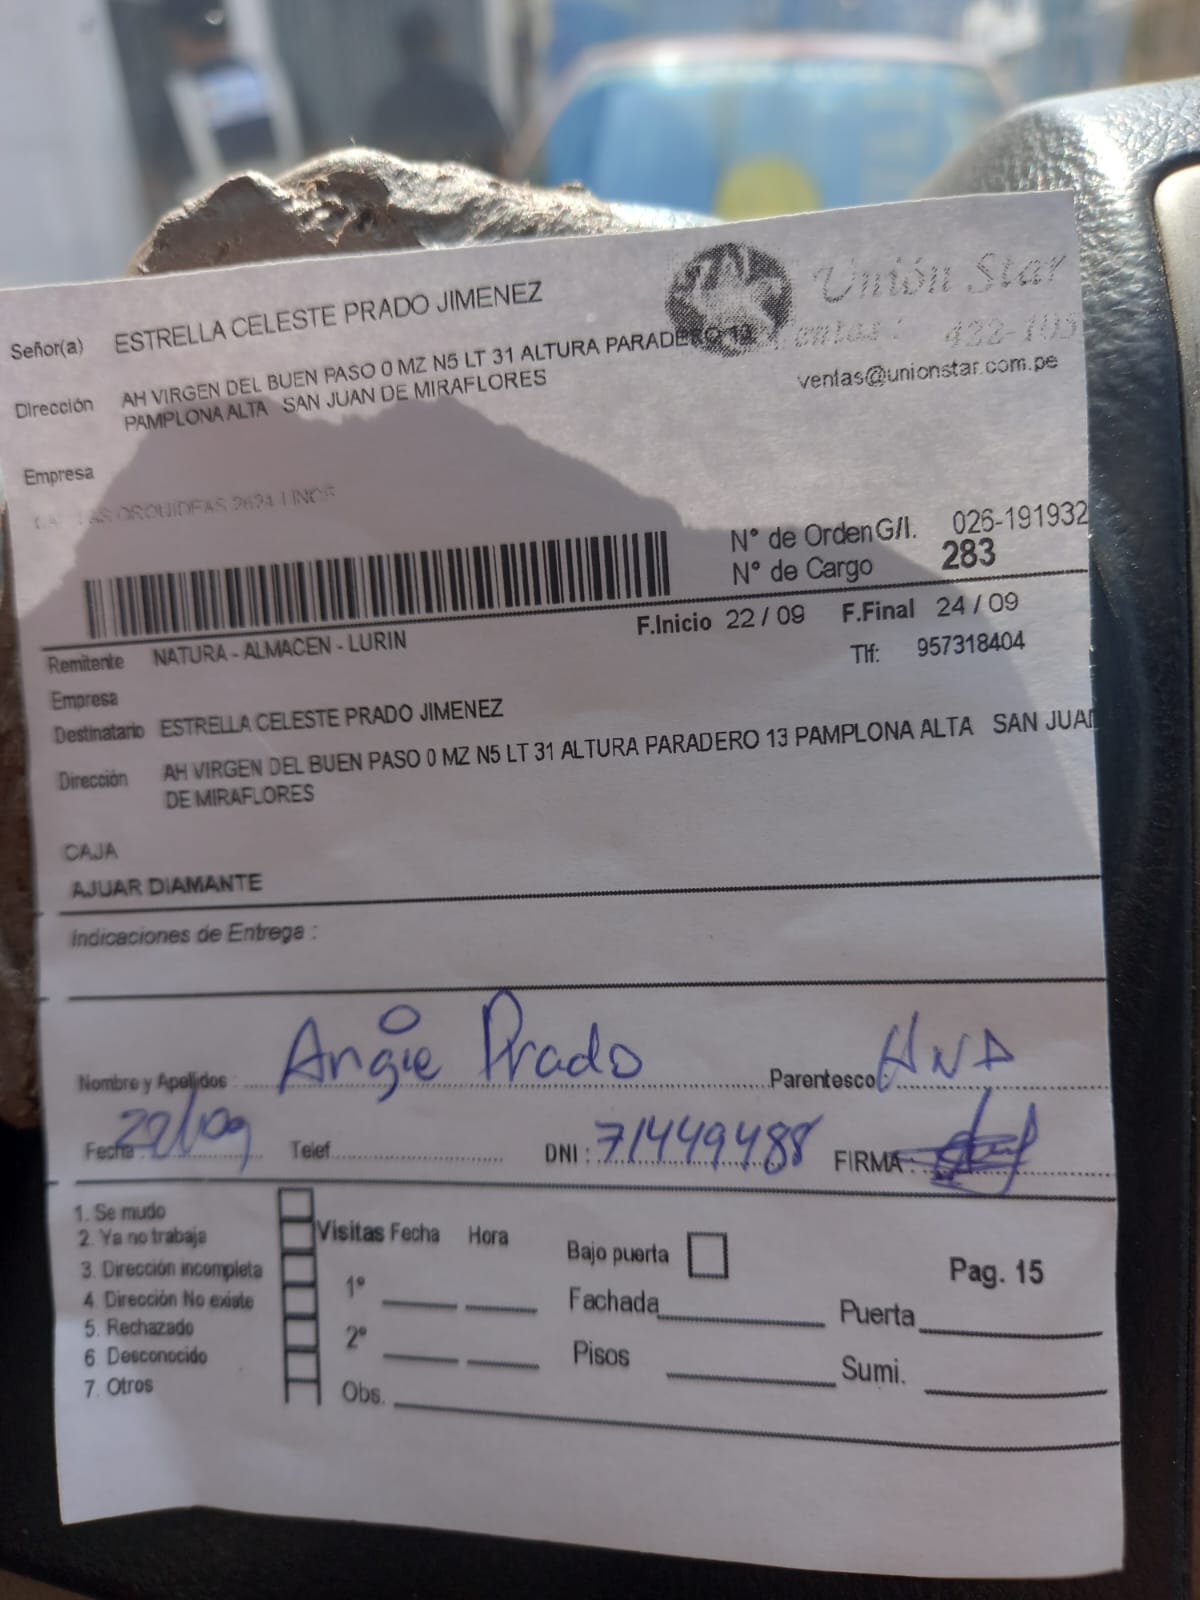 Unión Star
Señor(a) ESTRELLA CELESTE PRADO JIMENEZ
Ventas: 422-105
Dirección AH VIRGEN DEL BUEN PASO 0 MZ N5 LT 31 ALTURA PARADERO 13
PAMPLONA ALTA SAN JUAN DE MIRAFLORES
ventas@unionstar.com.pe
Empresa
LAS ORQUIDEAS 2624 LINCE
N° de Orden G/I. 026-191932
N° de Cargo 283
F.Inicio 22 / 09 F.Final 24 / 09
Remitente NATURA - ALMACEN - LURIN
Tlf: 957318404
Empresa
Destinatario ESTRELLA CELESTE PRADO JIMENEZ
Dirección AH VIRGEN DEL BUEN PASO 0 MZ N5 LT 31 ALTURA PARADERO 13 PAMPLONA ALTA SAN JUAN
DE MIRAFLORES
CAJA
AJUAR DIAMANTE
Indicaciones de Entrega :
Nombre y Apellidos : Angie Prado Parentesco : HNA
Fecha : 22/09 Telef. DNI : 71449488 FIRMA :
1. Se mudo
2. Ya no trabaja
3. Dirección incompleta
4. Dirección No existe
5. Rechazado
6. Desconocido
7. Otros
Visitas Fecha Hora
1°
2°
Obs.
Bajo puerta
Fachada
Pisos
Pag. 15
Puerta
Sumi.